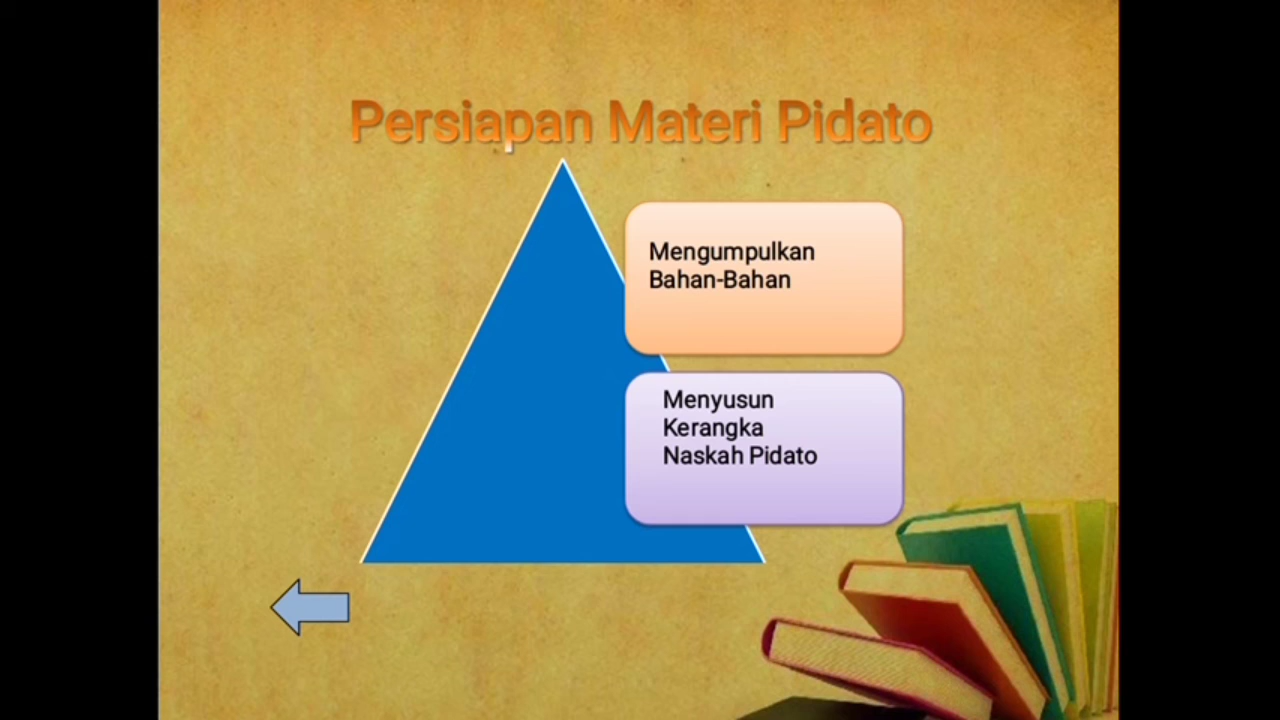 Persiapan Materi Pidato
Mengumpulkan
Bahan-Bahan
Menyusun
Kerangka
Naskah Pidato